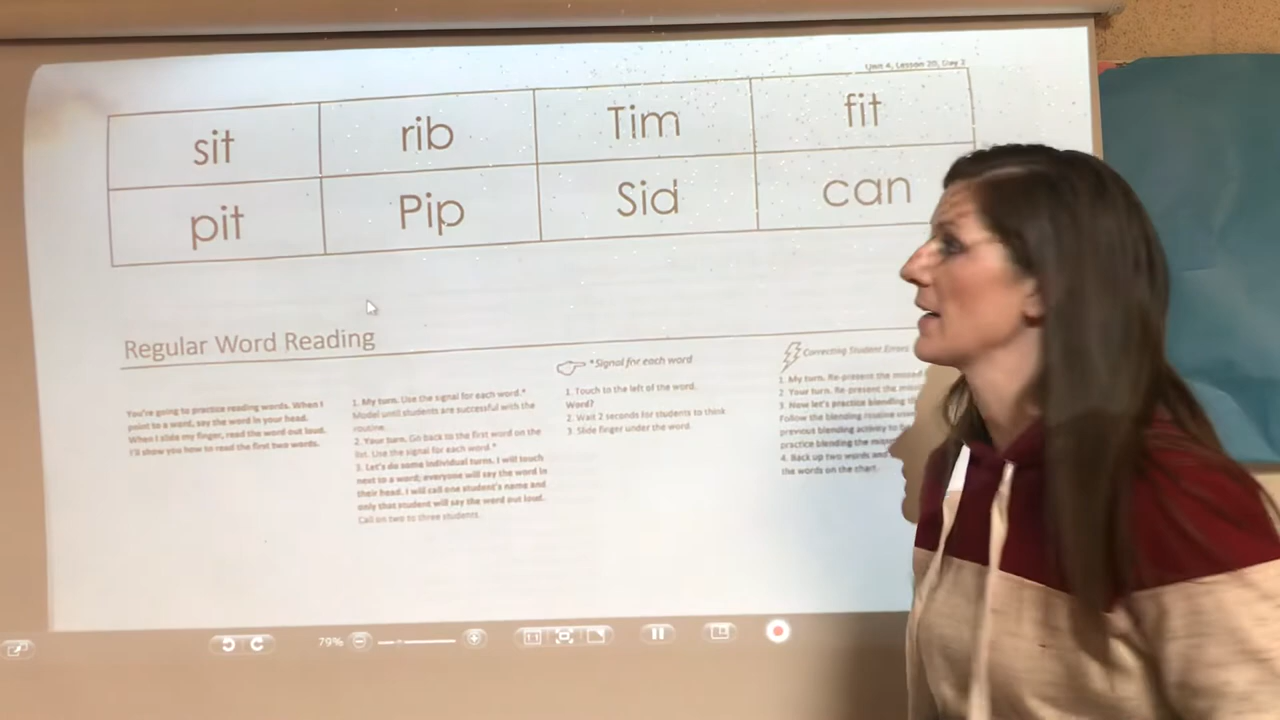 Unit 4, Lesson 20, Day 2
sit rib Tim fit
pit Pip Sid can
Regular Word Reading
You're going to practice reading words. When I
point to a word, say the word in your head.
When I slide my finger, read the word out loud.
I'll show you how to read the first two words.
1. My turn. Use the signal for each word.*
Model until students are successful with the
routine.
2. Your turn. Go back to the first word on the
list. Use the signal for each word.*
3. Let's do some individual turns. I will touch
next to a word; everyone will say the word in
their head. I will call one student's name and
only that student will say the word out loud.
Call on two to three students.
*Signal for each word
1. Touch to the left of the word.
Word?
2. Wait 2 seconds for students to think
3. Slide finger under the word.
Correcting Student Errors
1. My turn. Re-present the missed
2. Your turn. Re-present the
3. Now let's practice blending
Follow the blending routine
previous blending activity to
practice blending the
4. Back up two words and
the words on the chart.
79%